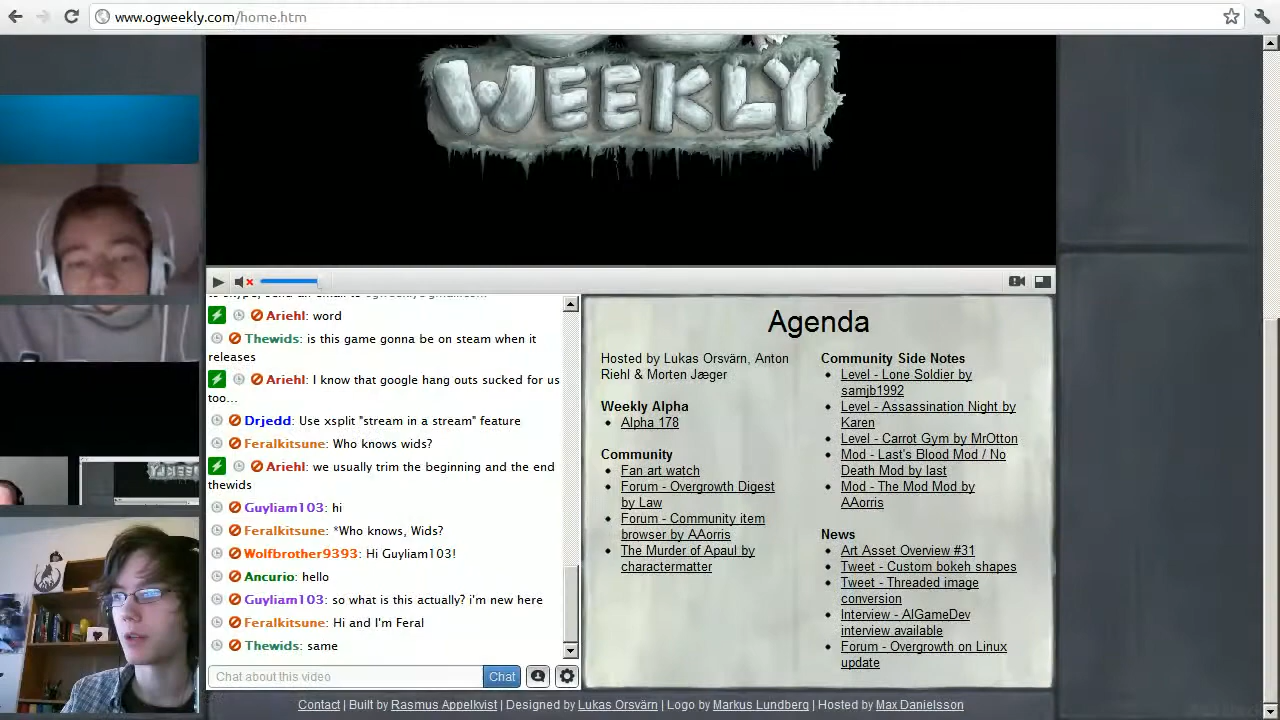 www.ogweekly.com/home.htm
WEEKLY
Ariehl: word
Thewids: is this game gonna be on steam when it
releases
Ariehl: I know that google hang outs sucked for us
too...
Drjedd: Use xsplit "stream in a stream" feature
Feralkitsune: Who knows wids?
Ariehl: we usually trim the beginning and the end
thewids
Guyliam103: hi
Feralkitsune: *Who knows, Wids?
Wolfbrother9393: Hi Guyliam103!
Ancurio: hello
Guyliam103: so what is this actually? i'm new here
Feralkitsune: Hi and I'm Feral
Thewids: same
Chat about this video
Chat
Agenda
Hosted by Lukas Orsvärn, Anton
Riehl & Morten Jæger
Weekly Alpha
Alpha 178
Community
Fan art watch
Forum - Overgrowth Digest
by Law
Forum - Community item
browser by AAorris
The Murder of Apaul by
charactermatter
Community Side Notes
Level - Lone Soldier by
samjb1992
Level - Assassination Night by
Karen
Level - Carrot Gym by MrOtton
Mod - Last's Blood Mod / No
Death Mod by last
Mod - The Mod Mod by
AAorris
News
Art Asset Overview #31
Tweet - Custom bokeh shapes
Tweet - Threaded image
conversion
Interview - AIGameDev
interview available
Forum - Overgrowth on Linux
update
Contact | Built by Rasmus Appelkvist | Designed by Lukas Orsvärn | Logo by Markus Lundberg | Hosted by Max Danielsson